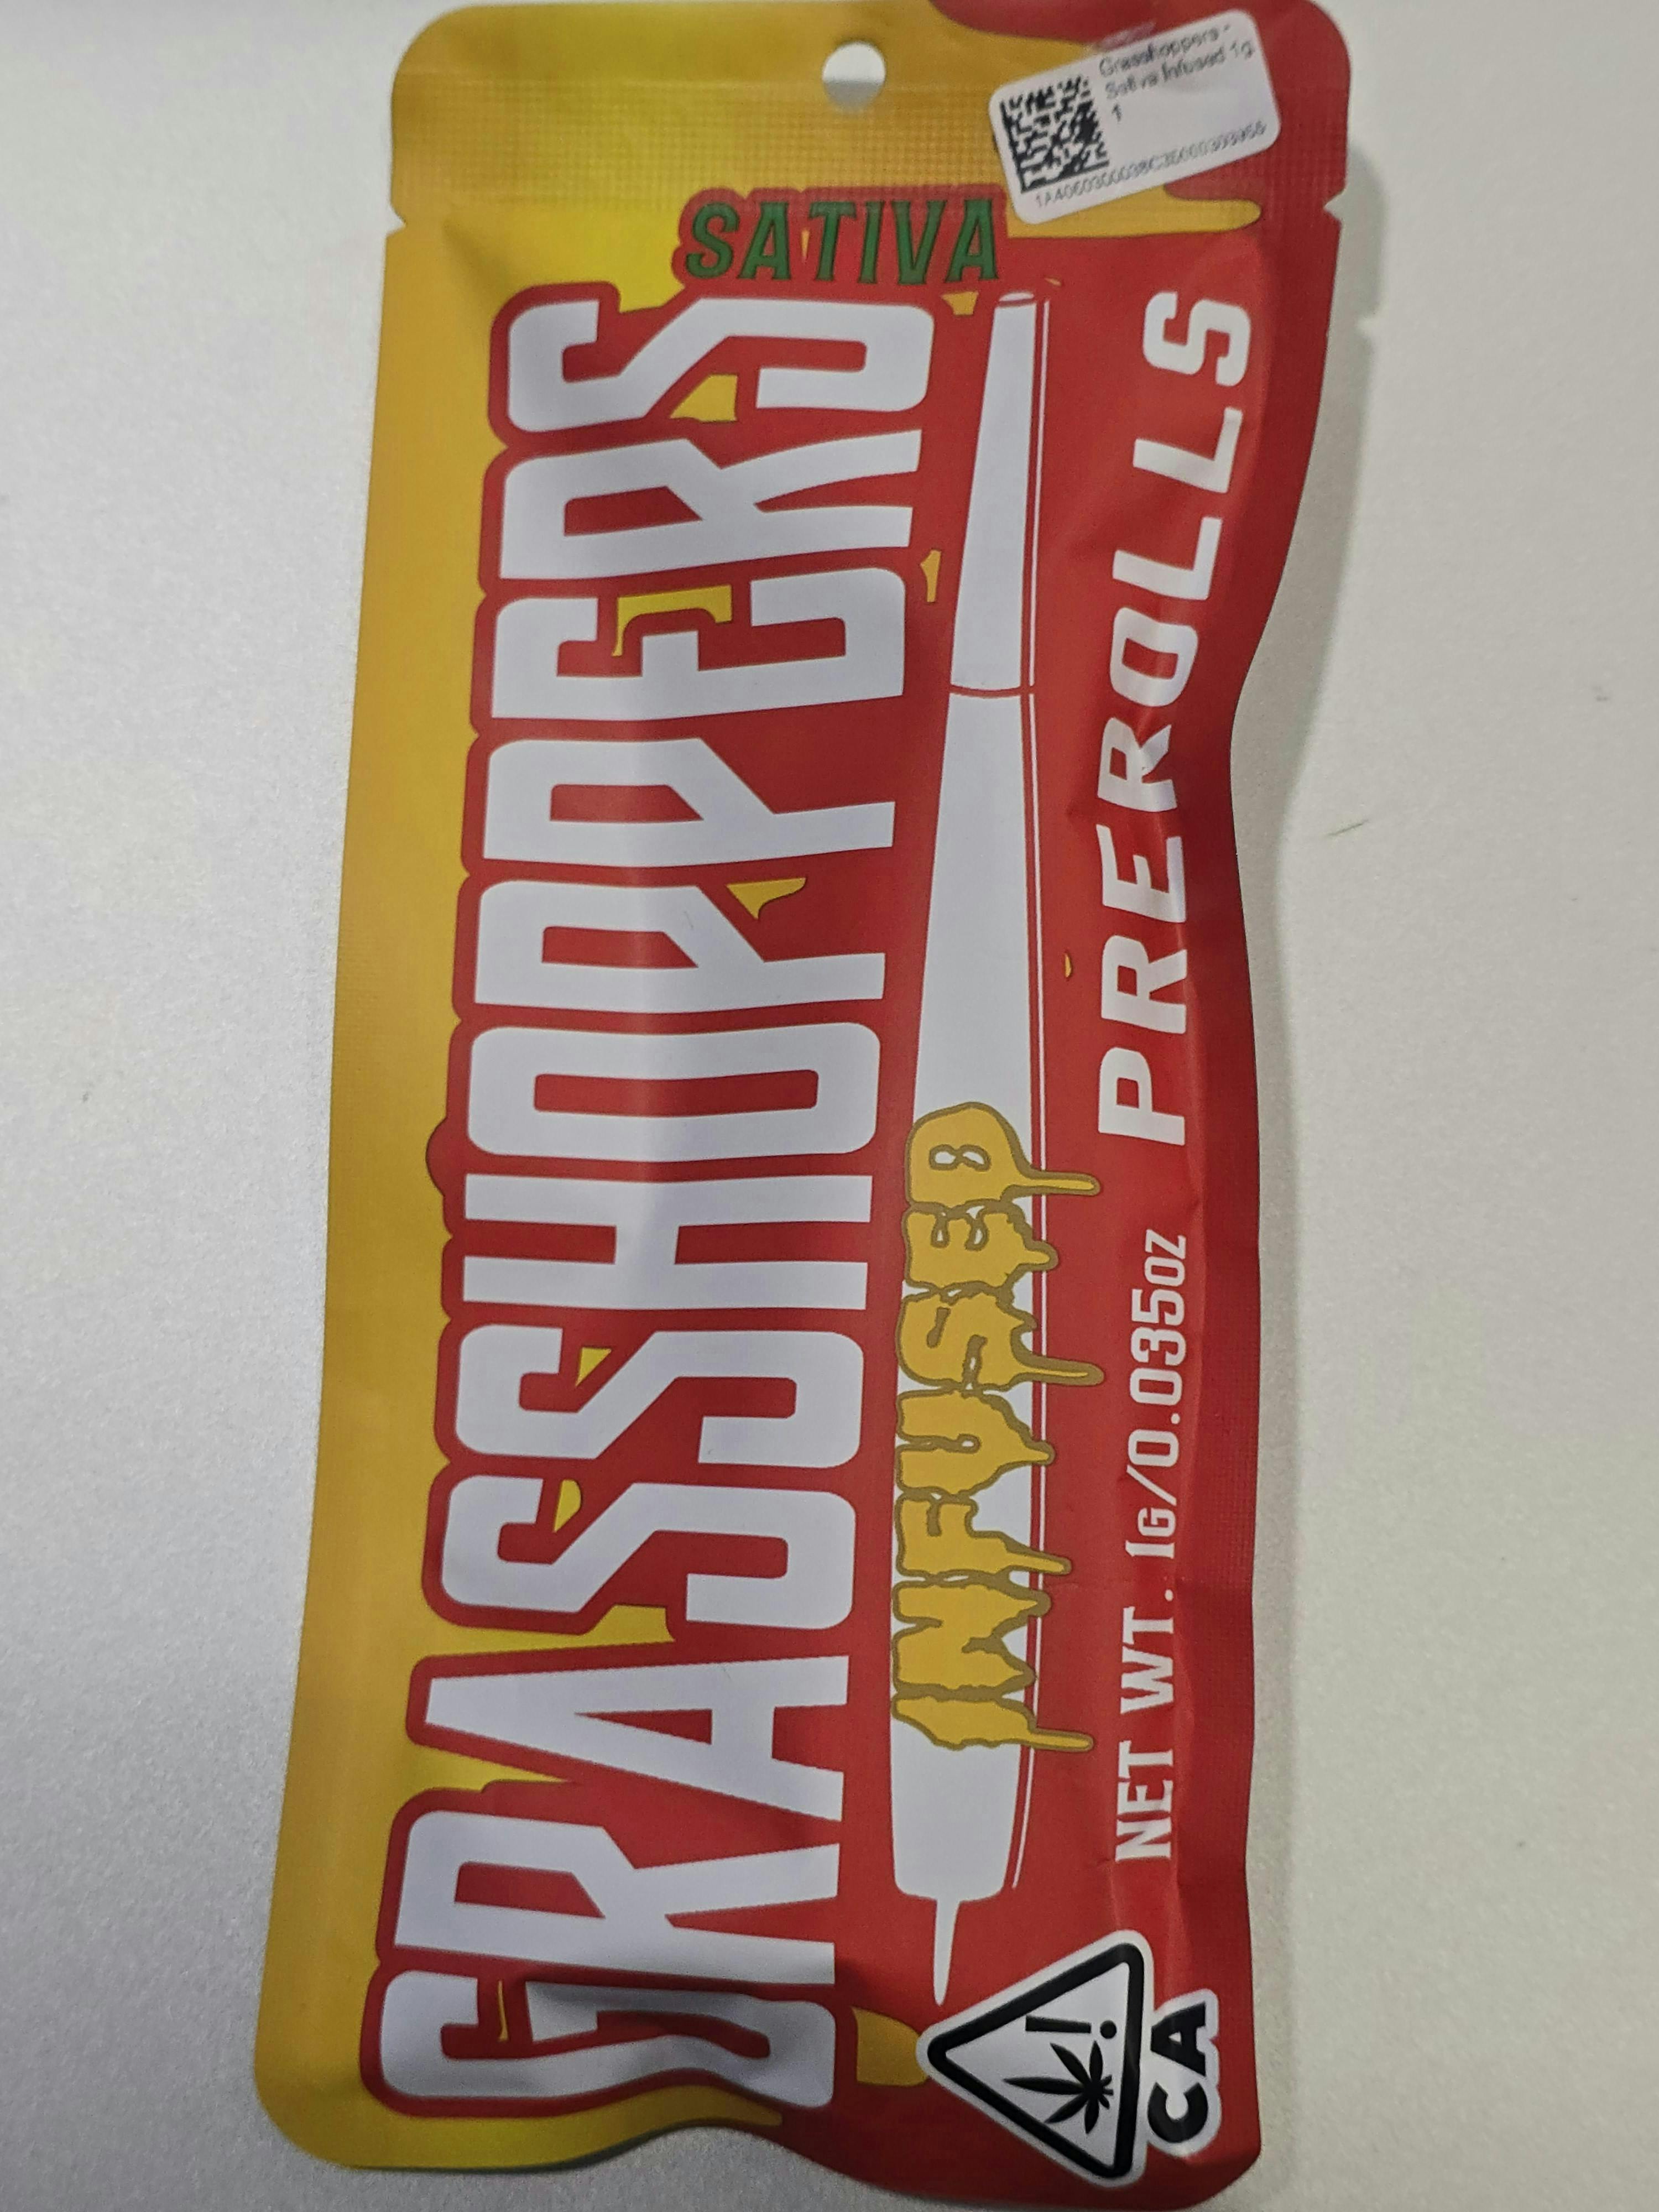 Grasshoppers -
Sativa Infused 1g
1
SATIVA
GRASSHOPPERS
INFUSED
PREROLLS
NET WT. 1G/0.035OZ
CA